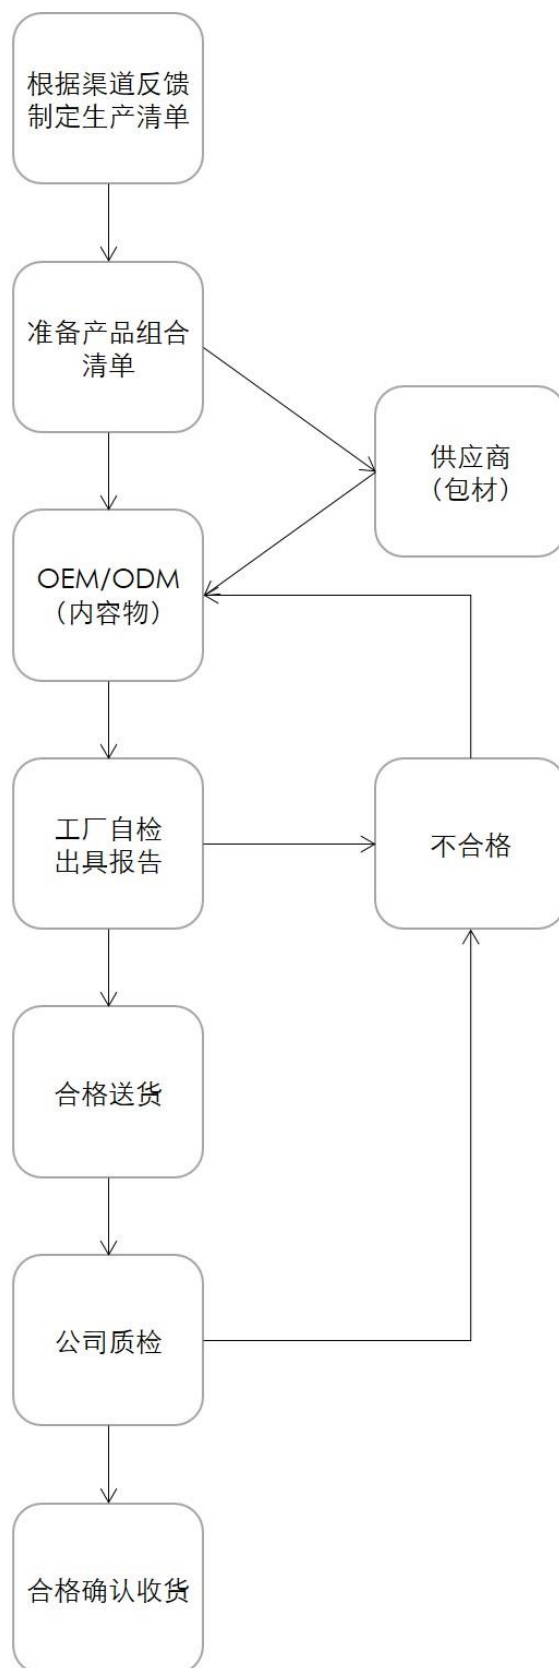 根据渠道反馈
制定生产清单
准备产品组合
清单
供应商
（包材）
OEM/ODM
（内容物）
工厂自检
出具报告
不合格
合格送货
公司质检
合格确认收货